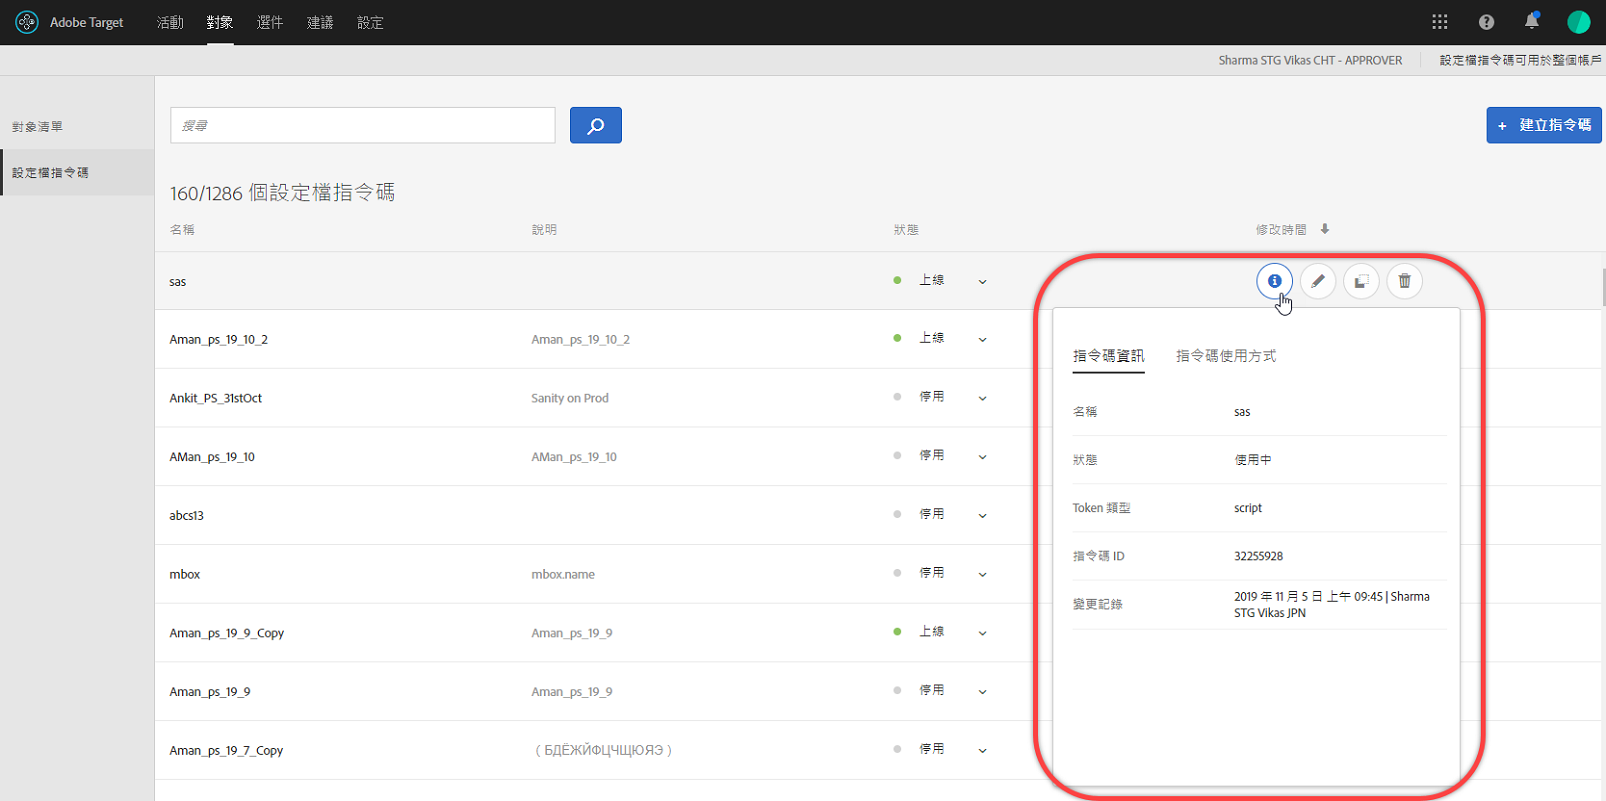 Adobe Target 活動 對象 選件 建議 設定
Sharma STG Vikas CHT - APPROVER 設定檔指令碼可用於整個帳戶
對象清單
設定檔指令碼
搜尋
+ 建立指令碼
160/1286 個設定檔指令碼
名稱 說明 狀態 修改時間
sas 上線
Aman_ps_19_10_2 Aman_ps_19_10_2 上線
Ankit_PS_31stOct Sanity on Prod 停用
AMan_ps_19_10 AMan_ps_19_10 停用
abcs13 停用
mbox mbox.name 停用
Aman_ps_19_9_Copy Aman_ps_19_9 上線
Aman_ps_19_9 Aman_ps_19_9 停用
Aman_ps_19_7_Copy （БДЁЖЙФЦЧЩЮЯЭ） 停用
指令碼資訊 指令碼使用方式
名稱 sas
狀態 使用中
Token 類型 script
指令碼 ID 32255928
變更記錄 2019 年 11 月 5 日 上午 09:45 | Sharma
STG Vikas JPN